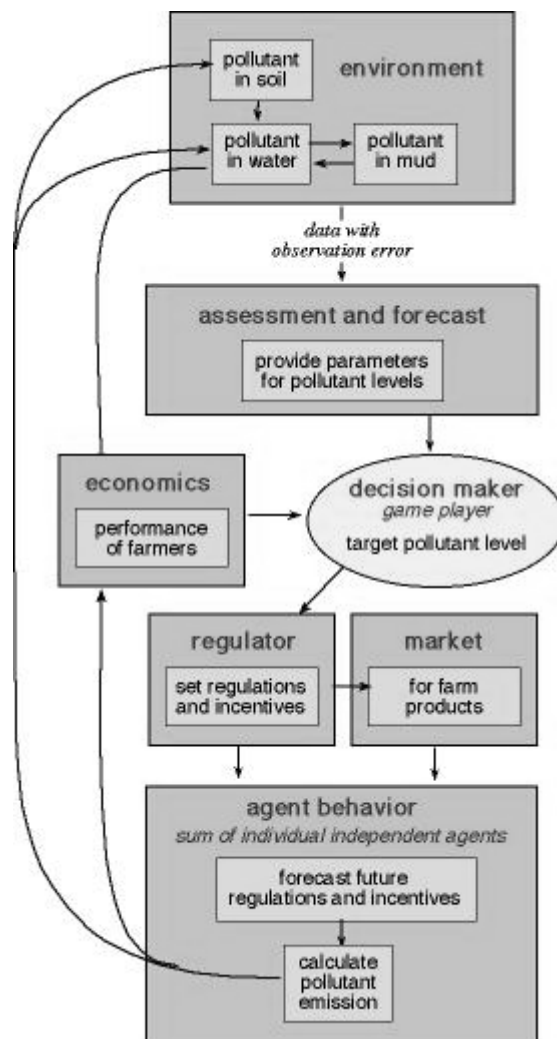 environment
pollutant
in soil
pollutant
in water
pollutant
in mud
data with
observation error
assessment and forecast
provide parameters
for pollutant levels
economics
performance
of farmers
decision maker
game player
target pollutant level
regulator
set regulations
and incentives
market
for farm
products
agent behavior
sum of individual independent agents
forecast future
regulations and incentives
calculate
pollutant
emission